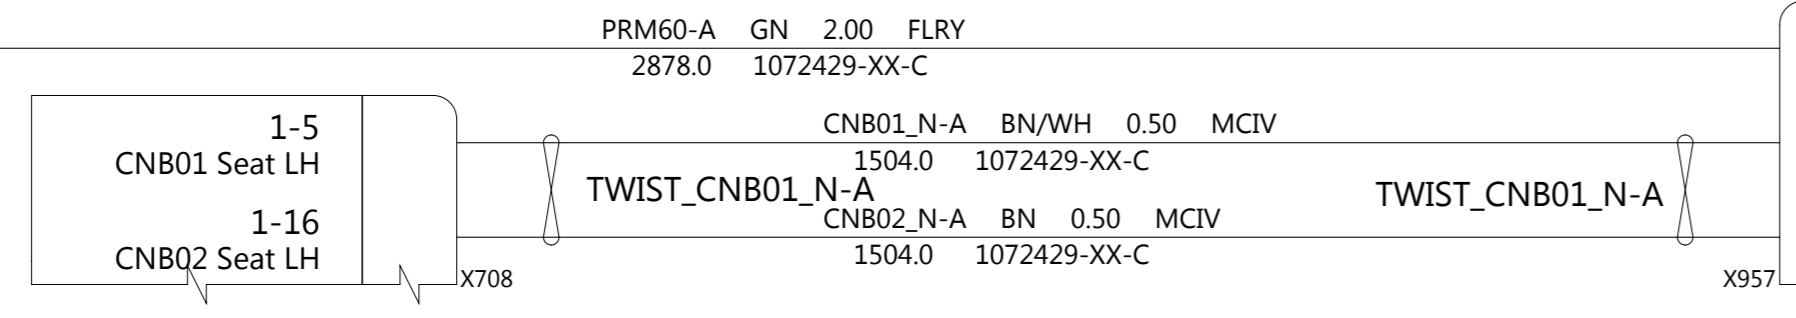 PRM60-A GN 2.00 FLRY
2878.0 1072429-XX-C
1-5
CNB01 Seat LH
1-16
CNB02 Seat LH
X708
CNB01_N-A BN/WH 0.50 MCIV
1504.0 1072429-XX-C
TWIST_CNB01_N-A
TWIST_CNB01_N-A
CNB02_N-A BN 0.50 MCIV
1504.0 1072429-XX-C
X957